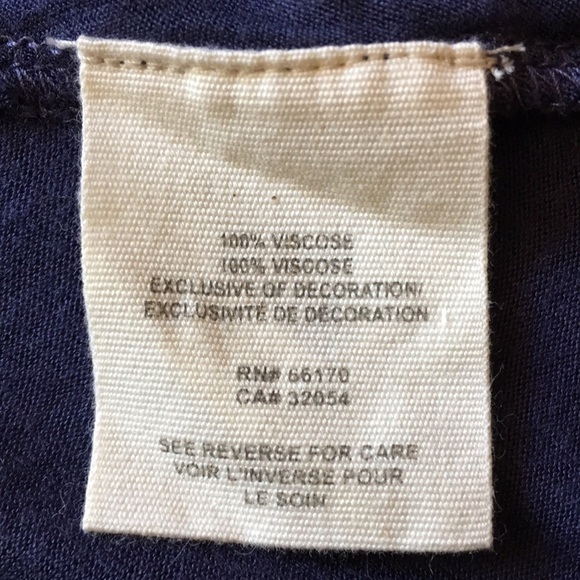 100% VISCOSE
100% VISCOSE
EXCLUSIVE OF DECORATION/
EXCLUSIVITÉ DE DÉCORATION
RN# 66170
CA# 32054
SEE REVERSE FOR CARE
VOIR L'INVERSE POUR
LE SOIN